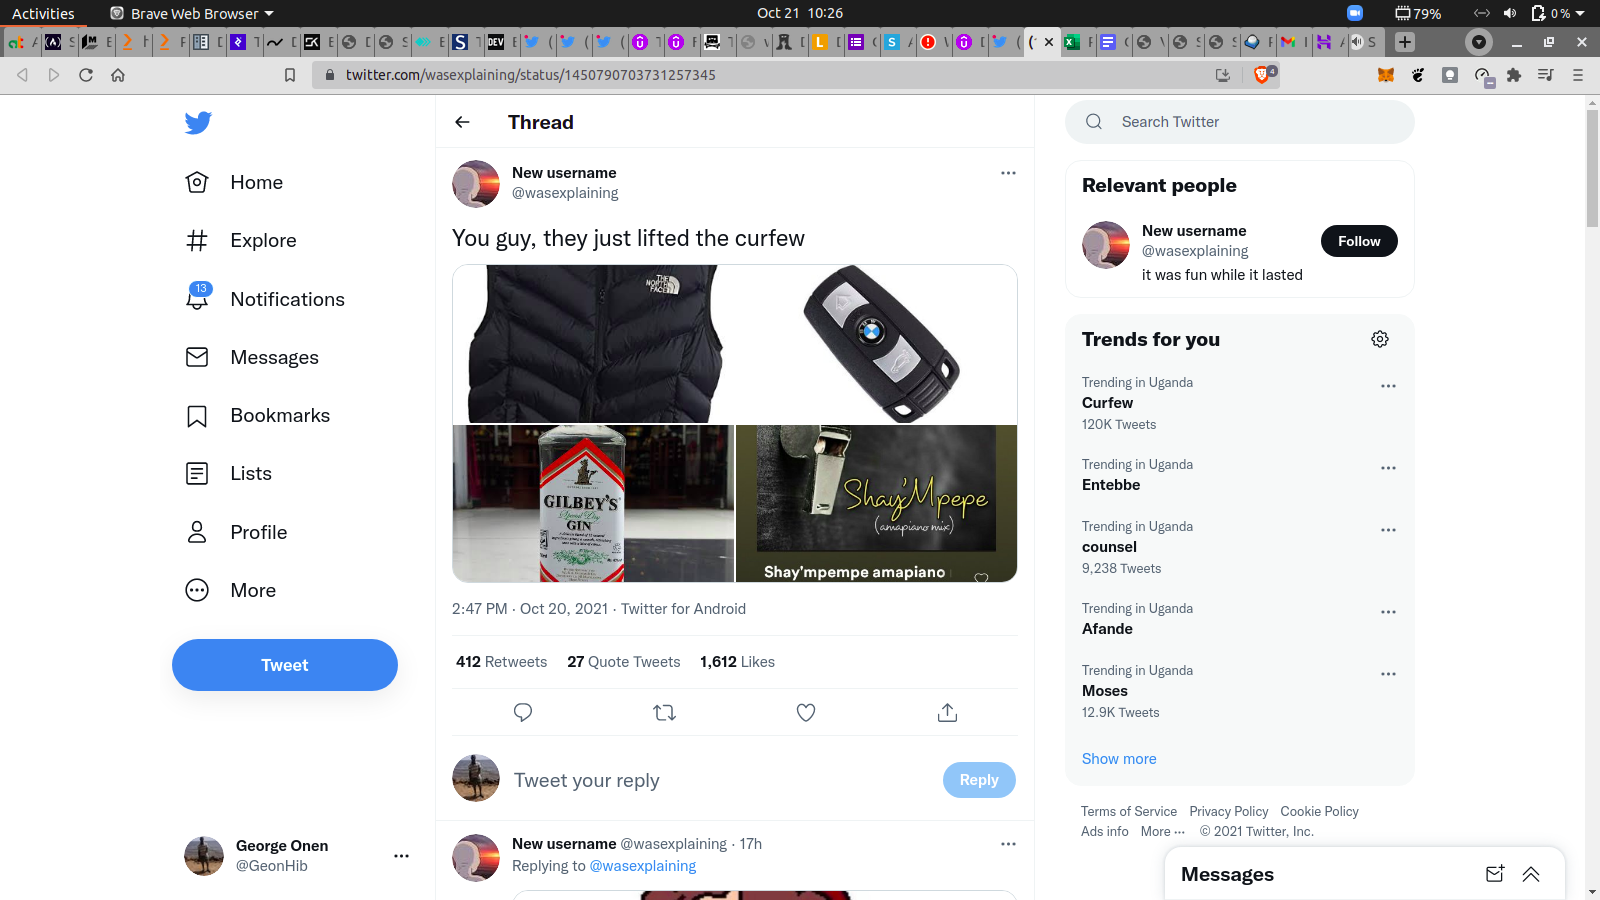 Activities
Brave Web Browser
Oct 21 10:26
79%
0 %
twitter.com/wasexplaining/status/1450790703731257345
4
Home
Explore
13
Notifications
Messages
Bookmarks
Lists
Profile
More
Tweet
George Onen
@GeonHib
Thread
New username
@wasexplaining
You guy, they just lifted the curfew
THE
NORTH
FACE
BMW
GILBEY'S
Special Dry
GIN
Shay'Mpepe
(amapiano mix)
Shay'mpempe amapiano
2:47 PM · Oct 20, 2021 · Twitter for Android
412 Retweets 27 Quote Tweets 1,612 Likes
Tweet your reply
Reply
New username @wasexplaining · 17h
Replying to @wasexplaining
Search Twitter
Relevant people
New username
@wasexplaining
Follow
it was fun while it lasted
Trends for you
Trending in Uganda
Curfew
120K Tweets
Trending in Uganda
Entebbe
Trending in Uganda
counsel
9,238 Tweets
Trending in Uganda
Afande
Trending in Uganda
Moses
12.9K Tweets
Show more
Terms of Service Privacy Policy Cookie Policy
Ads info More ··· © 2021 Twitter, Inc.
Messages